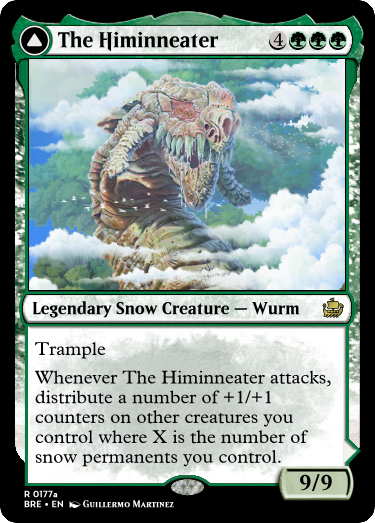 The Himinneater 4
Legendary Snow Creature — Wurm
Trample
Whenever The Himinneater attacks,
distribute a number of +1/+1
counters on other creatures you
control where X is the number of
snow permanents you control.
9/9
R 0177a
BRE • EN Guillermo Martinez